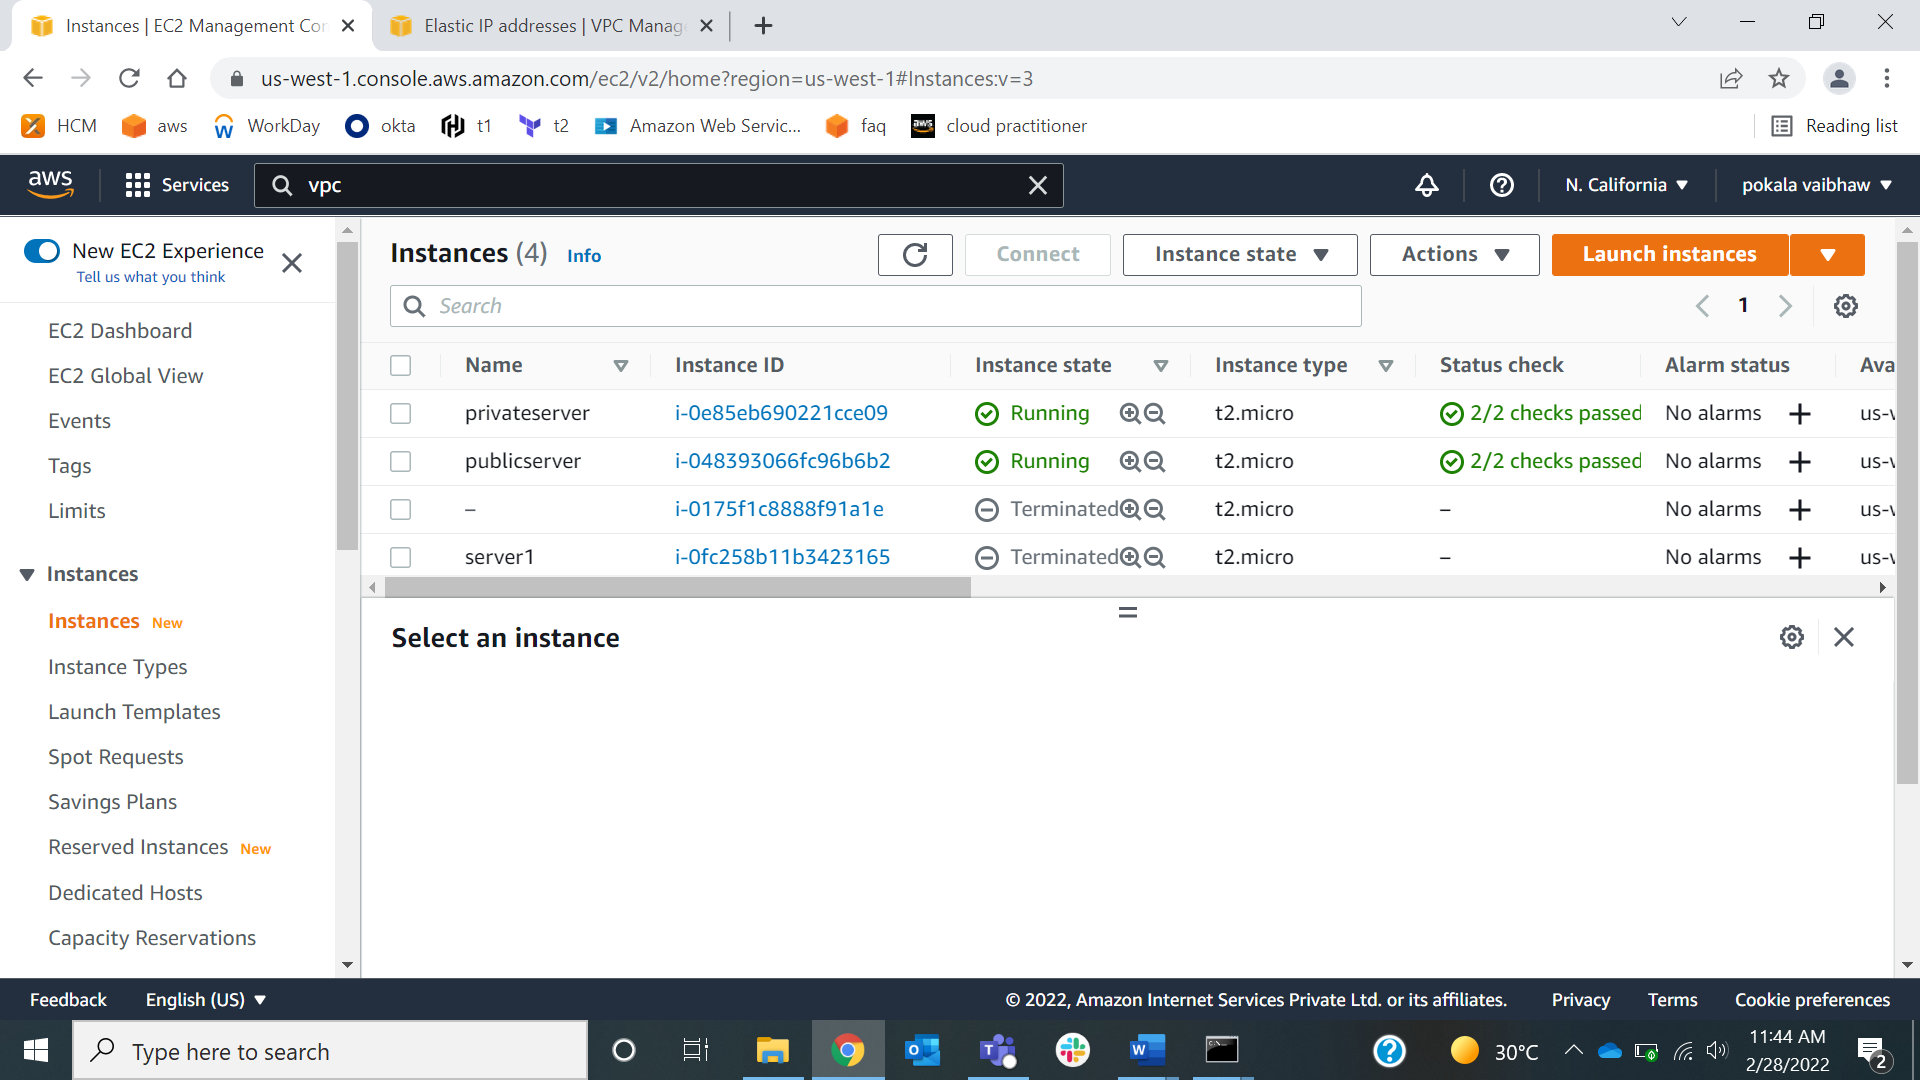 Instances | EC2 Management Con
Elastic IP addresses | VPC Manage
us-west-1.console.aws.amazon.com/ec2/v2/home?region=us-west-1#Instances:v=3
HCM aws WorkDay okta t1 t2 Amazon Web Servic... faq cloud practitioner Reading list
aws Services vpc N. California pokala vaibhaw
New EC2 Experience
Tell us what you think
EC2 Dashboard
EC2 Global View
Events
Tags
Limits
Instances
Instances New
Instance Types
Launch Templates
Spot Requests
Savings Plans
Reserved Instances New
Dedicated Hosts
Capacity Reservations
Instances (4) Info Connect Instance state Actions Launch instances
Search 1
Name Instance ID Instance state Instance type Status check Alarm status Ava
privateserver i-0e85eb690221cce09 Running t2.micro 2/2 checks passed No alarms + us-w
publicserver i-048393066fc96b6b2 Running t2.micro 2/2 checks passed No alarms + us-w
– i-0175f1c8888f91a1e Terminated t2.micro – No alarms + us-w
server1 i-0fc258b11b3423165 Terminated t2.micro – No alarms + us-w
Select an instance
Feedback English (US) © 2022, Amazon Internet Services Private Ltd. or its affiliates. Privacy Terms Cookie preferences
Type here to search 30°C 11:44 AM
2/28/2022 2